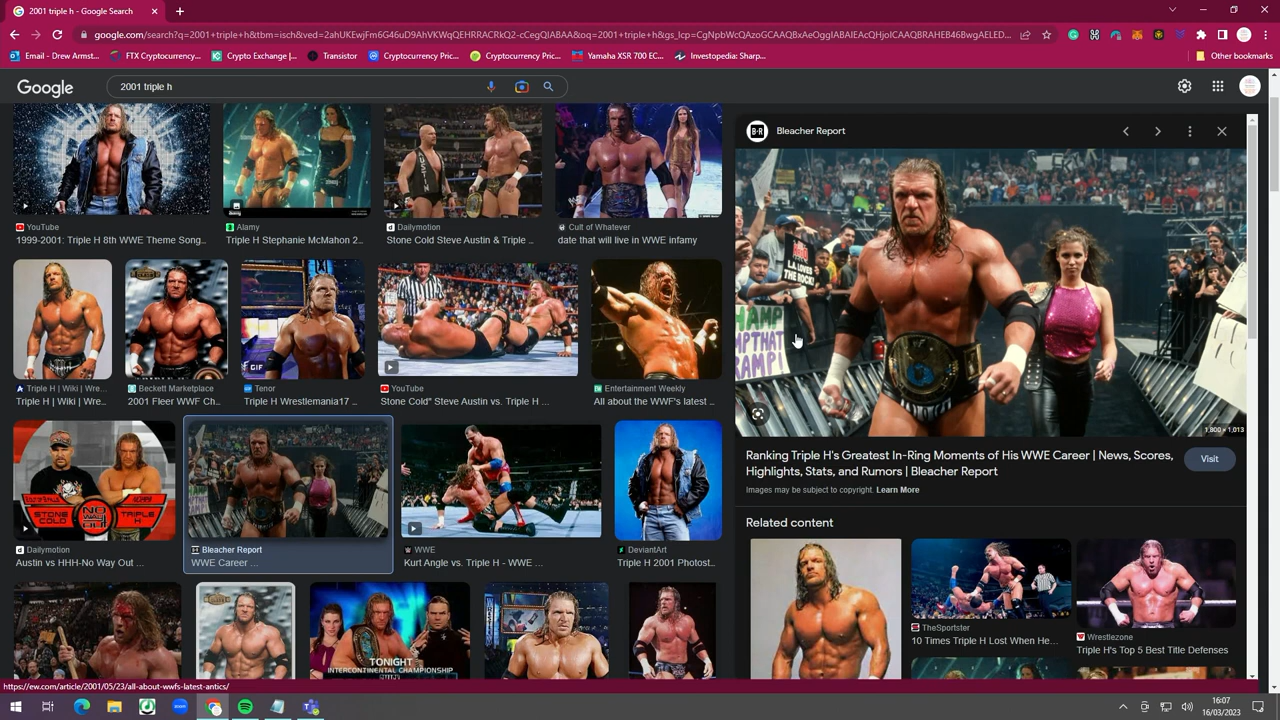 2001 triple h - Google Search
google.com/search?q=2001+triple+h&tbm=isch&ved=2ahUKEwjFm6G46uD9AhVKWqQEHRRACRkQ2-cCegQIABAA&oq=2001+triple+h&gs_lcp=CgNpbWcQAzoGCAAQBxAeOggIABAIEAcQHjoICAAQBRAHEB46BwgAELED...
Email - Drew Armst... FTX Cryptocurrency... Crypto Exchange |... Transistor Cryptocurrency Pric... Cryptocurrency Pric... Yamaha XSR 700 EC... Investopedia: Sharp... Other bookmarks
Google 2001 triple h
B R Bleacher Report
YouTube
1999-2001: Triple H 8th WWE Theme Song...
Alamy
Triple H Stephanie McMahon 2...
Dailymotion
Stone Cold Steve Austin & Triple ...
Cult of Whatever
date that will live in WWE infamy
L.A. LOVES
THE ROCK!
Triple H | Wiki | Wre...
Triple H | Wiki | Wre...
Beckett Marketplace
2001 Fleer WWF Ch...
GIF
Tenor
Triple H Wrestlemania17 ...
YouTube
Stone Cold" Steve Austin vs. Triple H ...
Entertainment Weekly
All about the WWF's latest ...
1,800 × 1,013
Ranking Triple H's Greatest In-Ring Moments of His WWE Career | News, Scores,
Highlights, Stats, and Rumors | Bleacher Report
Visit
Images may be subject to copyright. Learn More
Related content
STONE COLD
NO WAY OUT
TRIPLE H
Dailymotion
Austin vs HHH-No Way Out ...
Bleacher Report
WWE Career ...
WWE
Kurt Angle vs. Triple H - WWE ...
DeviantArt
Triple H 2001 Photost...
TheSportster
10 Times Triple H Lost When He...
Wrestlezone
Triple H's Top 5 Best Title Defenses
TONIGHT
INTERCONTINENTAL CHAMPIONSHIP
https://ew.com/article/2001/05/23/all-about-wwfs-latest-antics/
zoom
16:07
16/03/2023